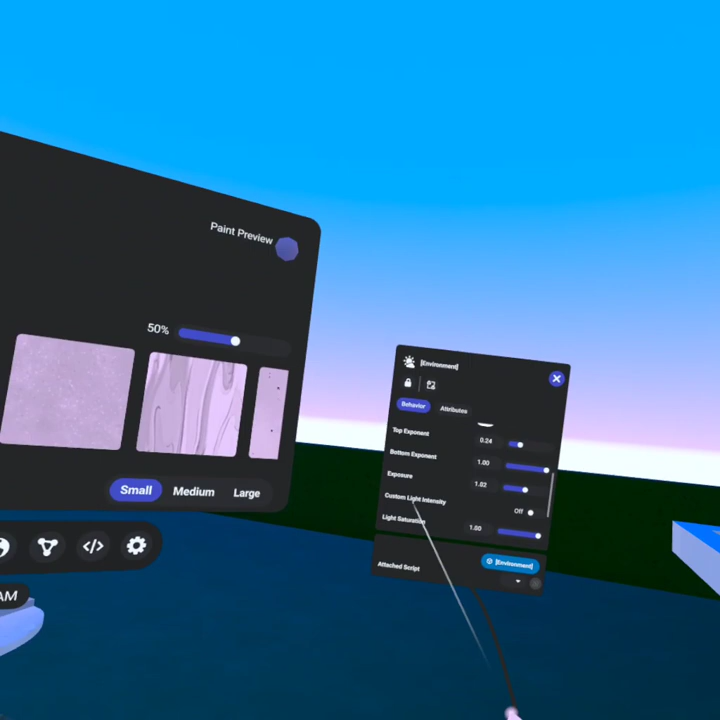 Paint Preview
50%
Small Medium Large
AM
[Environment]
Behavior Attributes
Top Exponent 0.24
Bottom Exponent 1.00
Exposure 1.02
Custom Light Intensity Off
Light Saturation 1.00
[Environment]
Attached Script